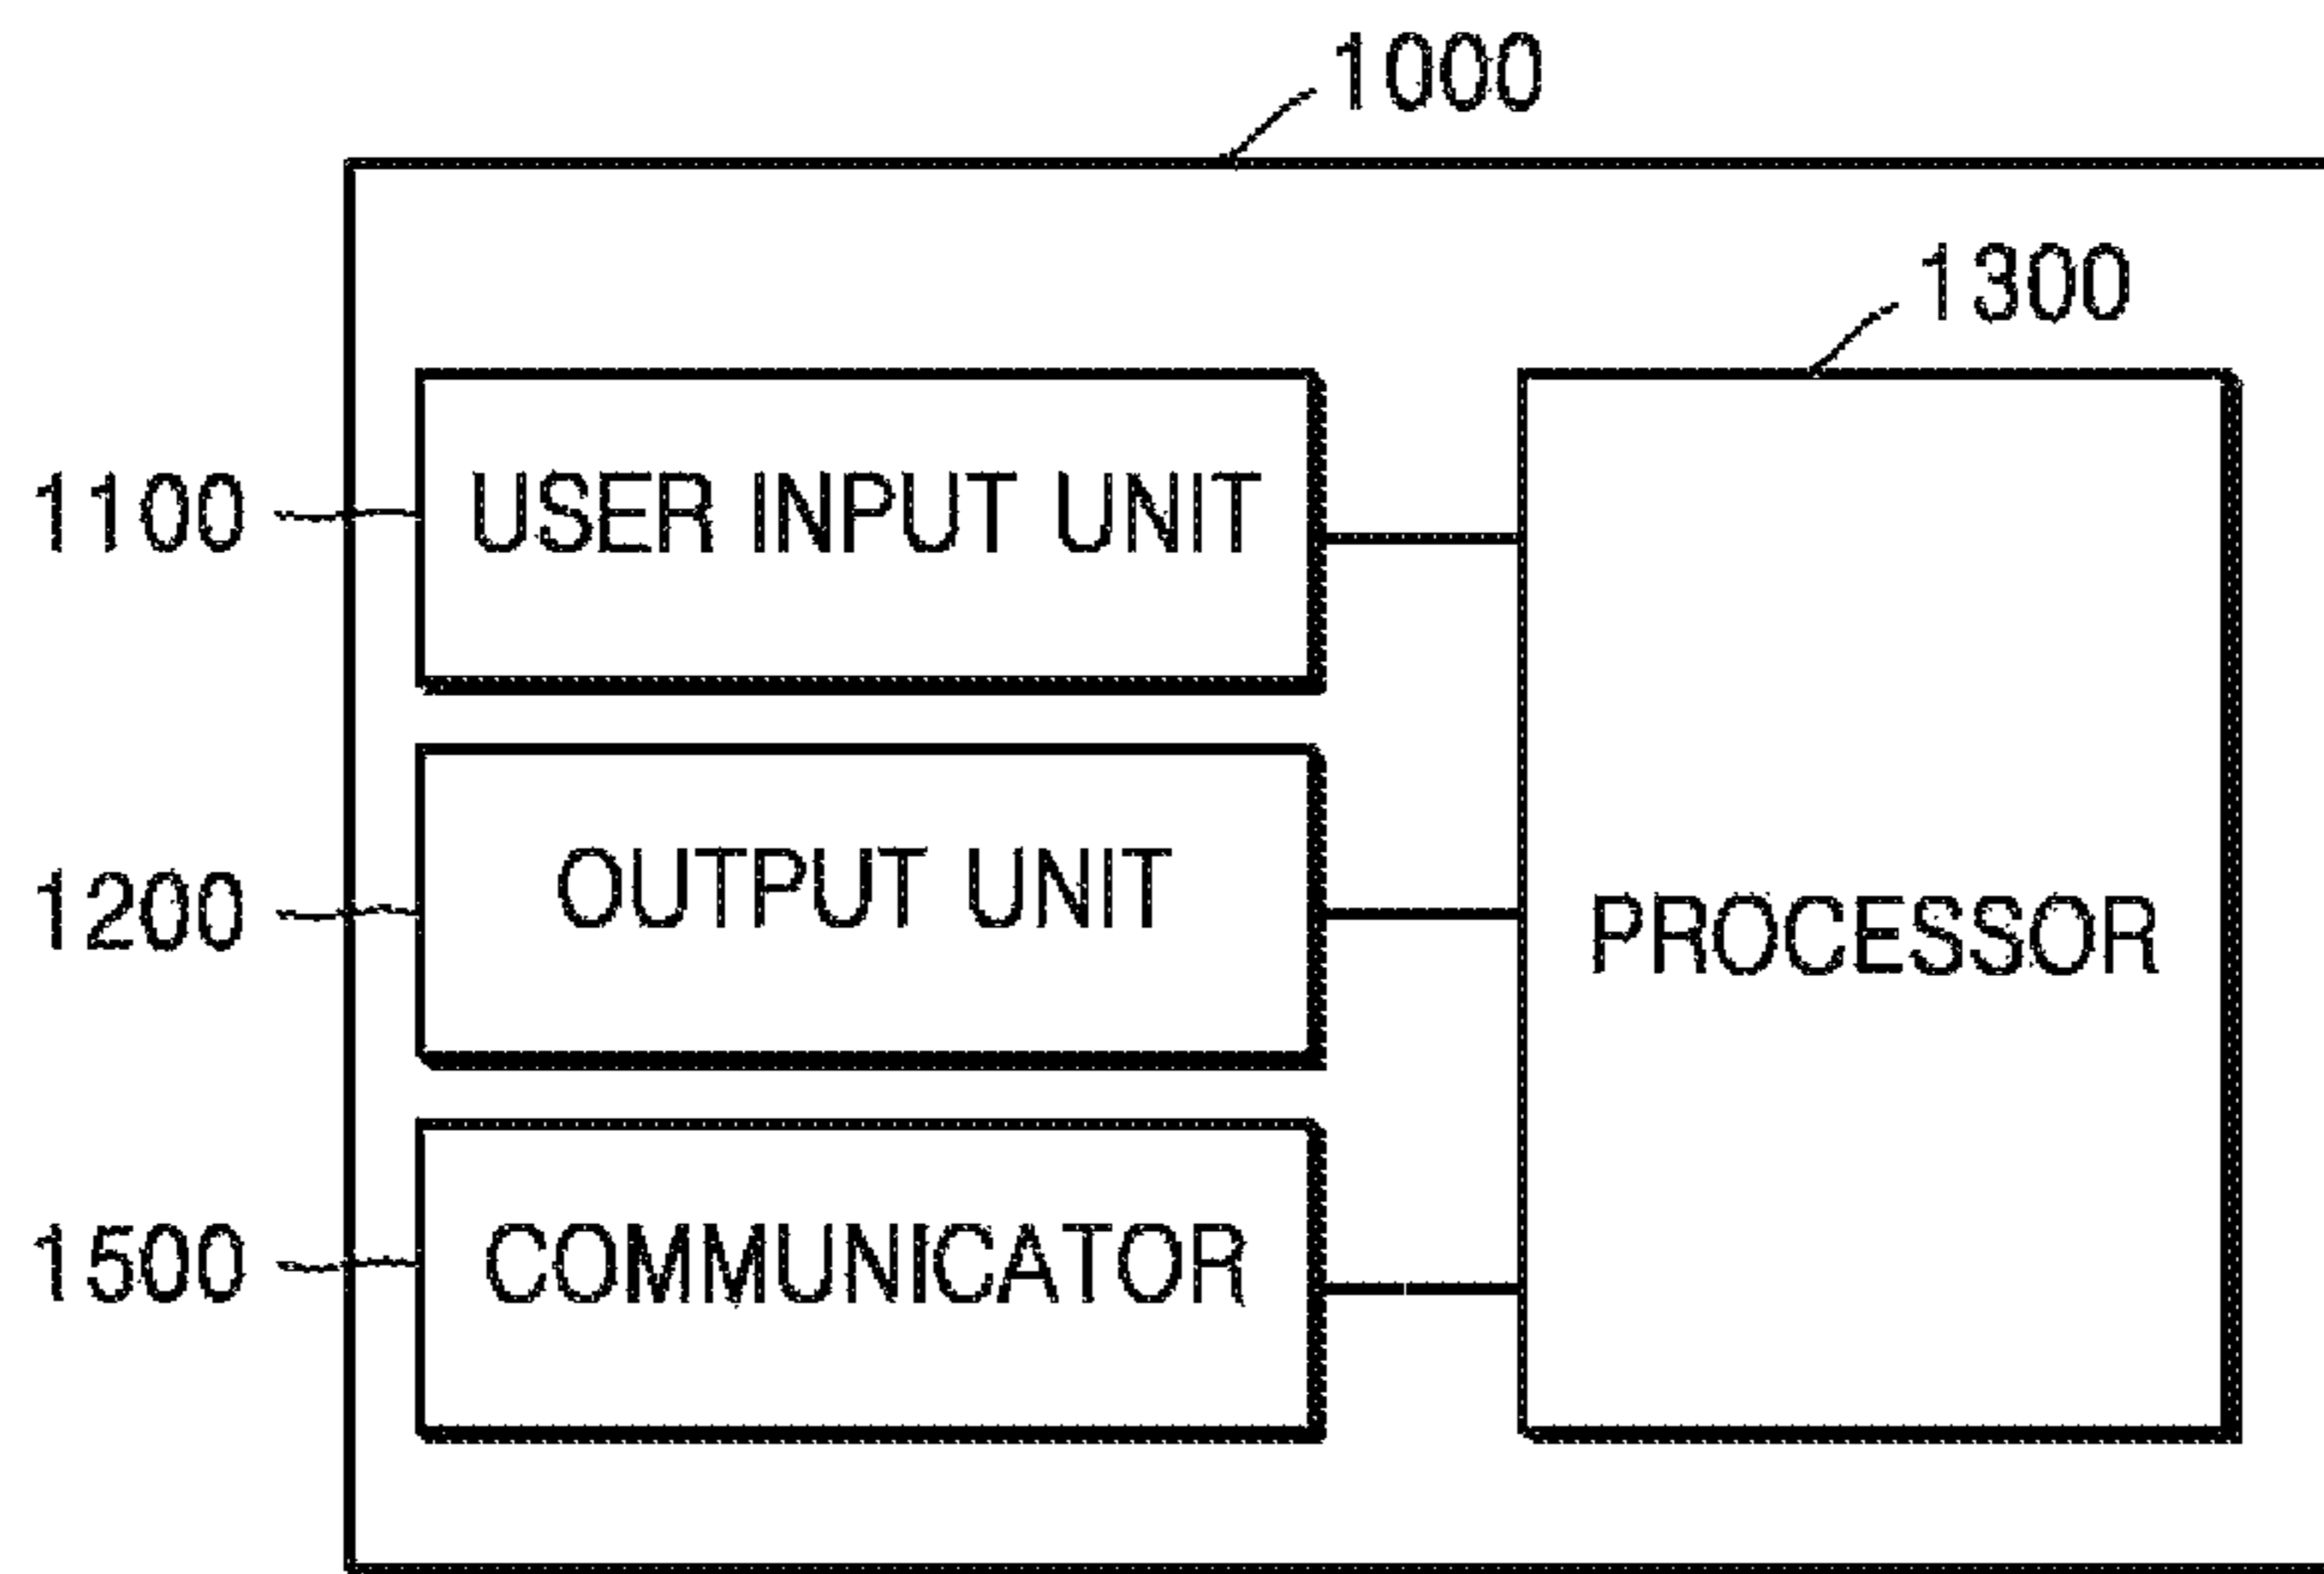 1000
1300
1100
USER INPUT UNIT
1200
OUTPUT UNIT
PROCESSOR
1500
COMMUNICATOR